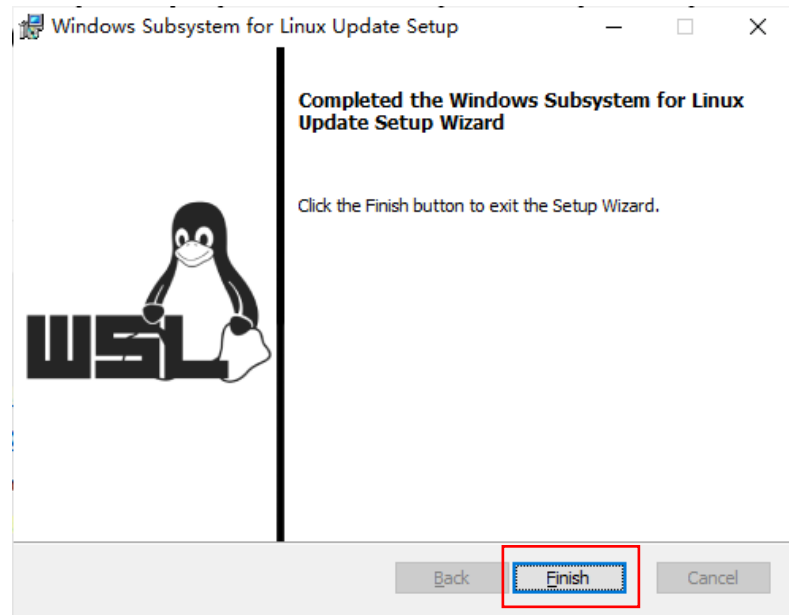 Windows Subsystem for Linux Update Setup
Completed the Windows Subsystem for Linux
Update Setup Wizard
Click the Finish button to exit the Setup Wizard.
WSL
Back
Finish
Cancel